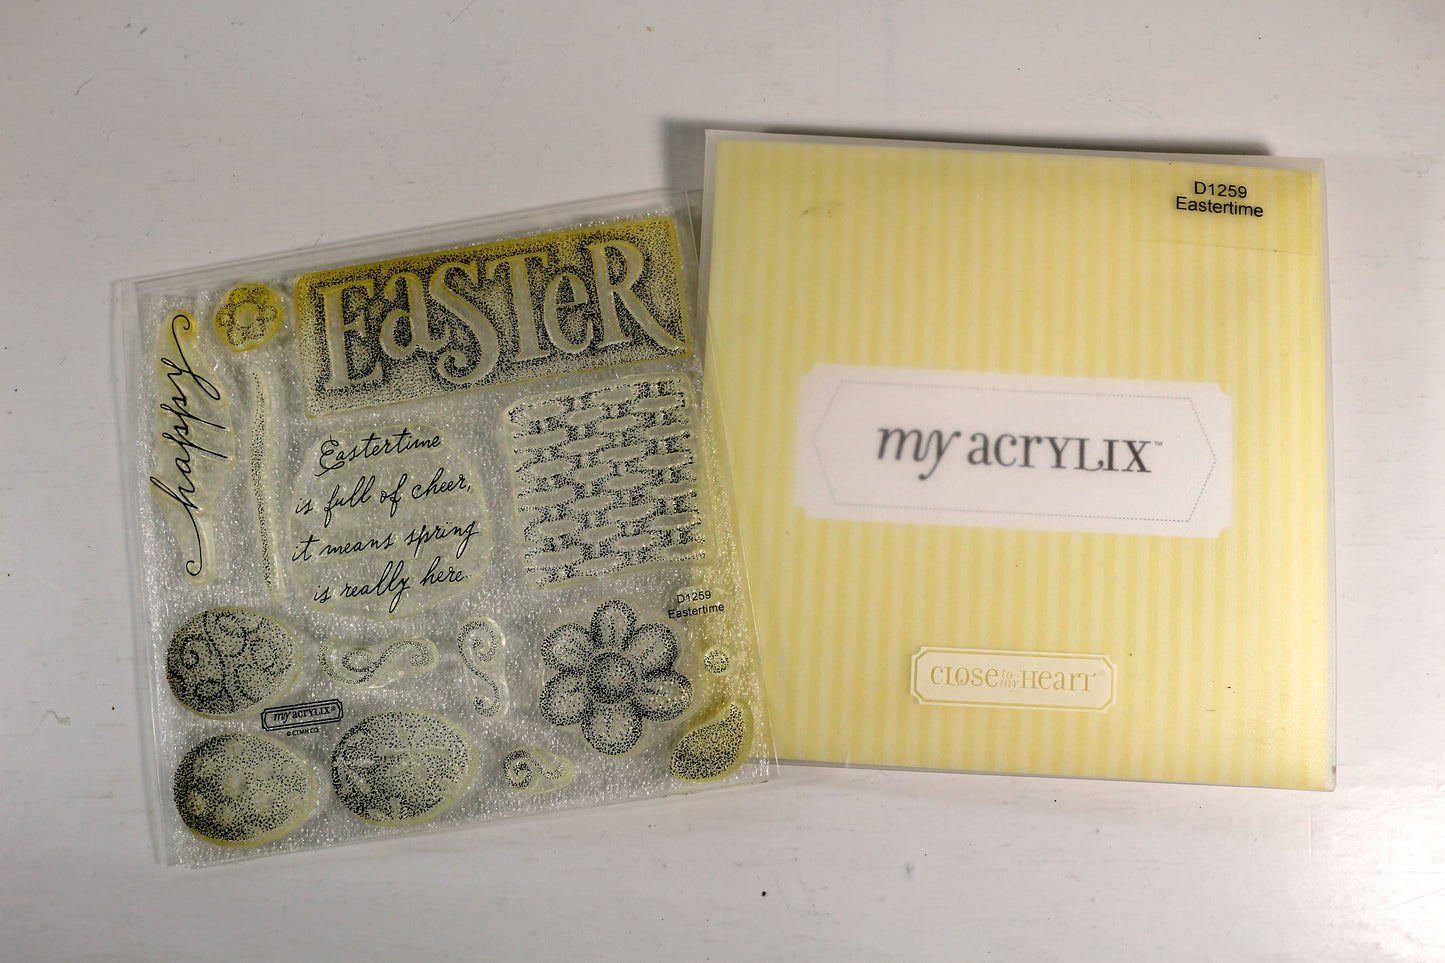 EaSTeR
happy
Eastertime
is full of cheer,
it means spring
is really here.
D1259
Eastertime
my acrylix®
© CTMH CO.
D1259
Eastertime
my acrylix™
CLOSE to my HEART®